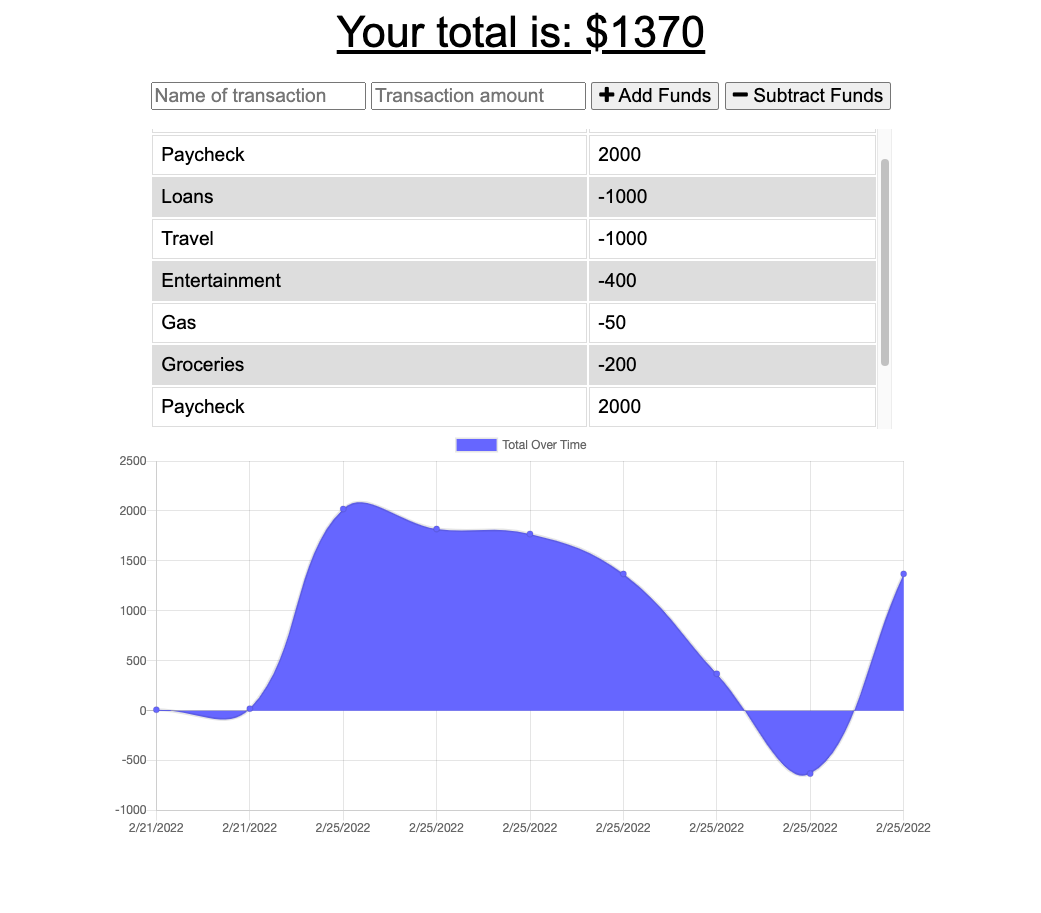 Your total is: $1370
Name of transaction Transaction amount Add Funds Subtract Funds
Paycheck 2000
Loans -1000
Travel -1000
Entertainment -400
Gas -50
Groceries -200
Paycheck 2000
Total Over Time
2500
2000
1500
1000
500
0
-500
-1000
2/21/2022 2/21/2022 2/25/2022 2/25/2022 2/25/2022 2/25/2022 2/25/2022 2/25/2022 2/25/2022